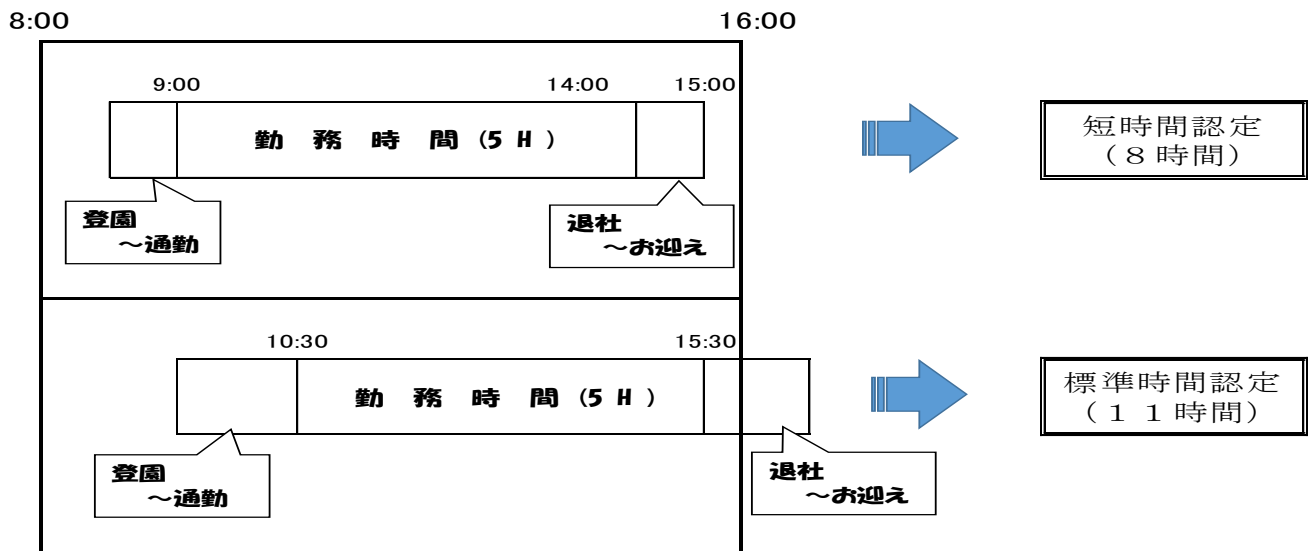 8:00 16:00
9:00 14:00 15:00
勤務時間(5H)
短時間認定
(8時間)
登園
~通勤
退社
~お迎え
10:30 15:30
勤務時間(5H)
標準時間認定
(11時間)
登園
~通勤
退社
~お迎え